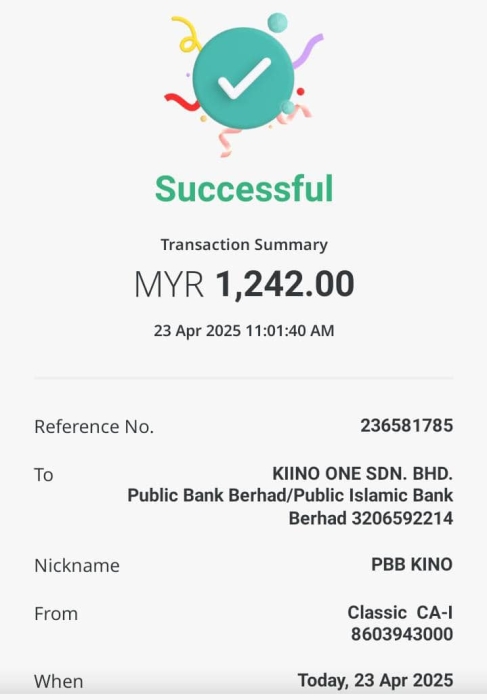 Successful
Transaction Summary
MYR 1,242.00
23 Apr 2025 11:01:40 AM
Reference No. 236581785
To KIINO ONE SDN. BHD.
Public Bank Berhad/Public Islamic Bank
Berhad 3206592214
Nickname PBB KINO
From Classic CA-I
8603943000
When Today, 23 Apr 2025